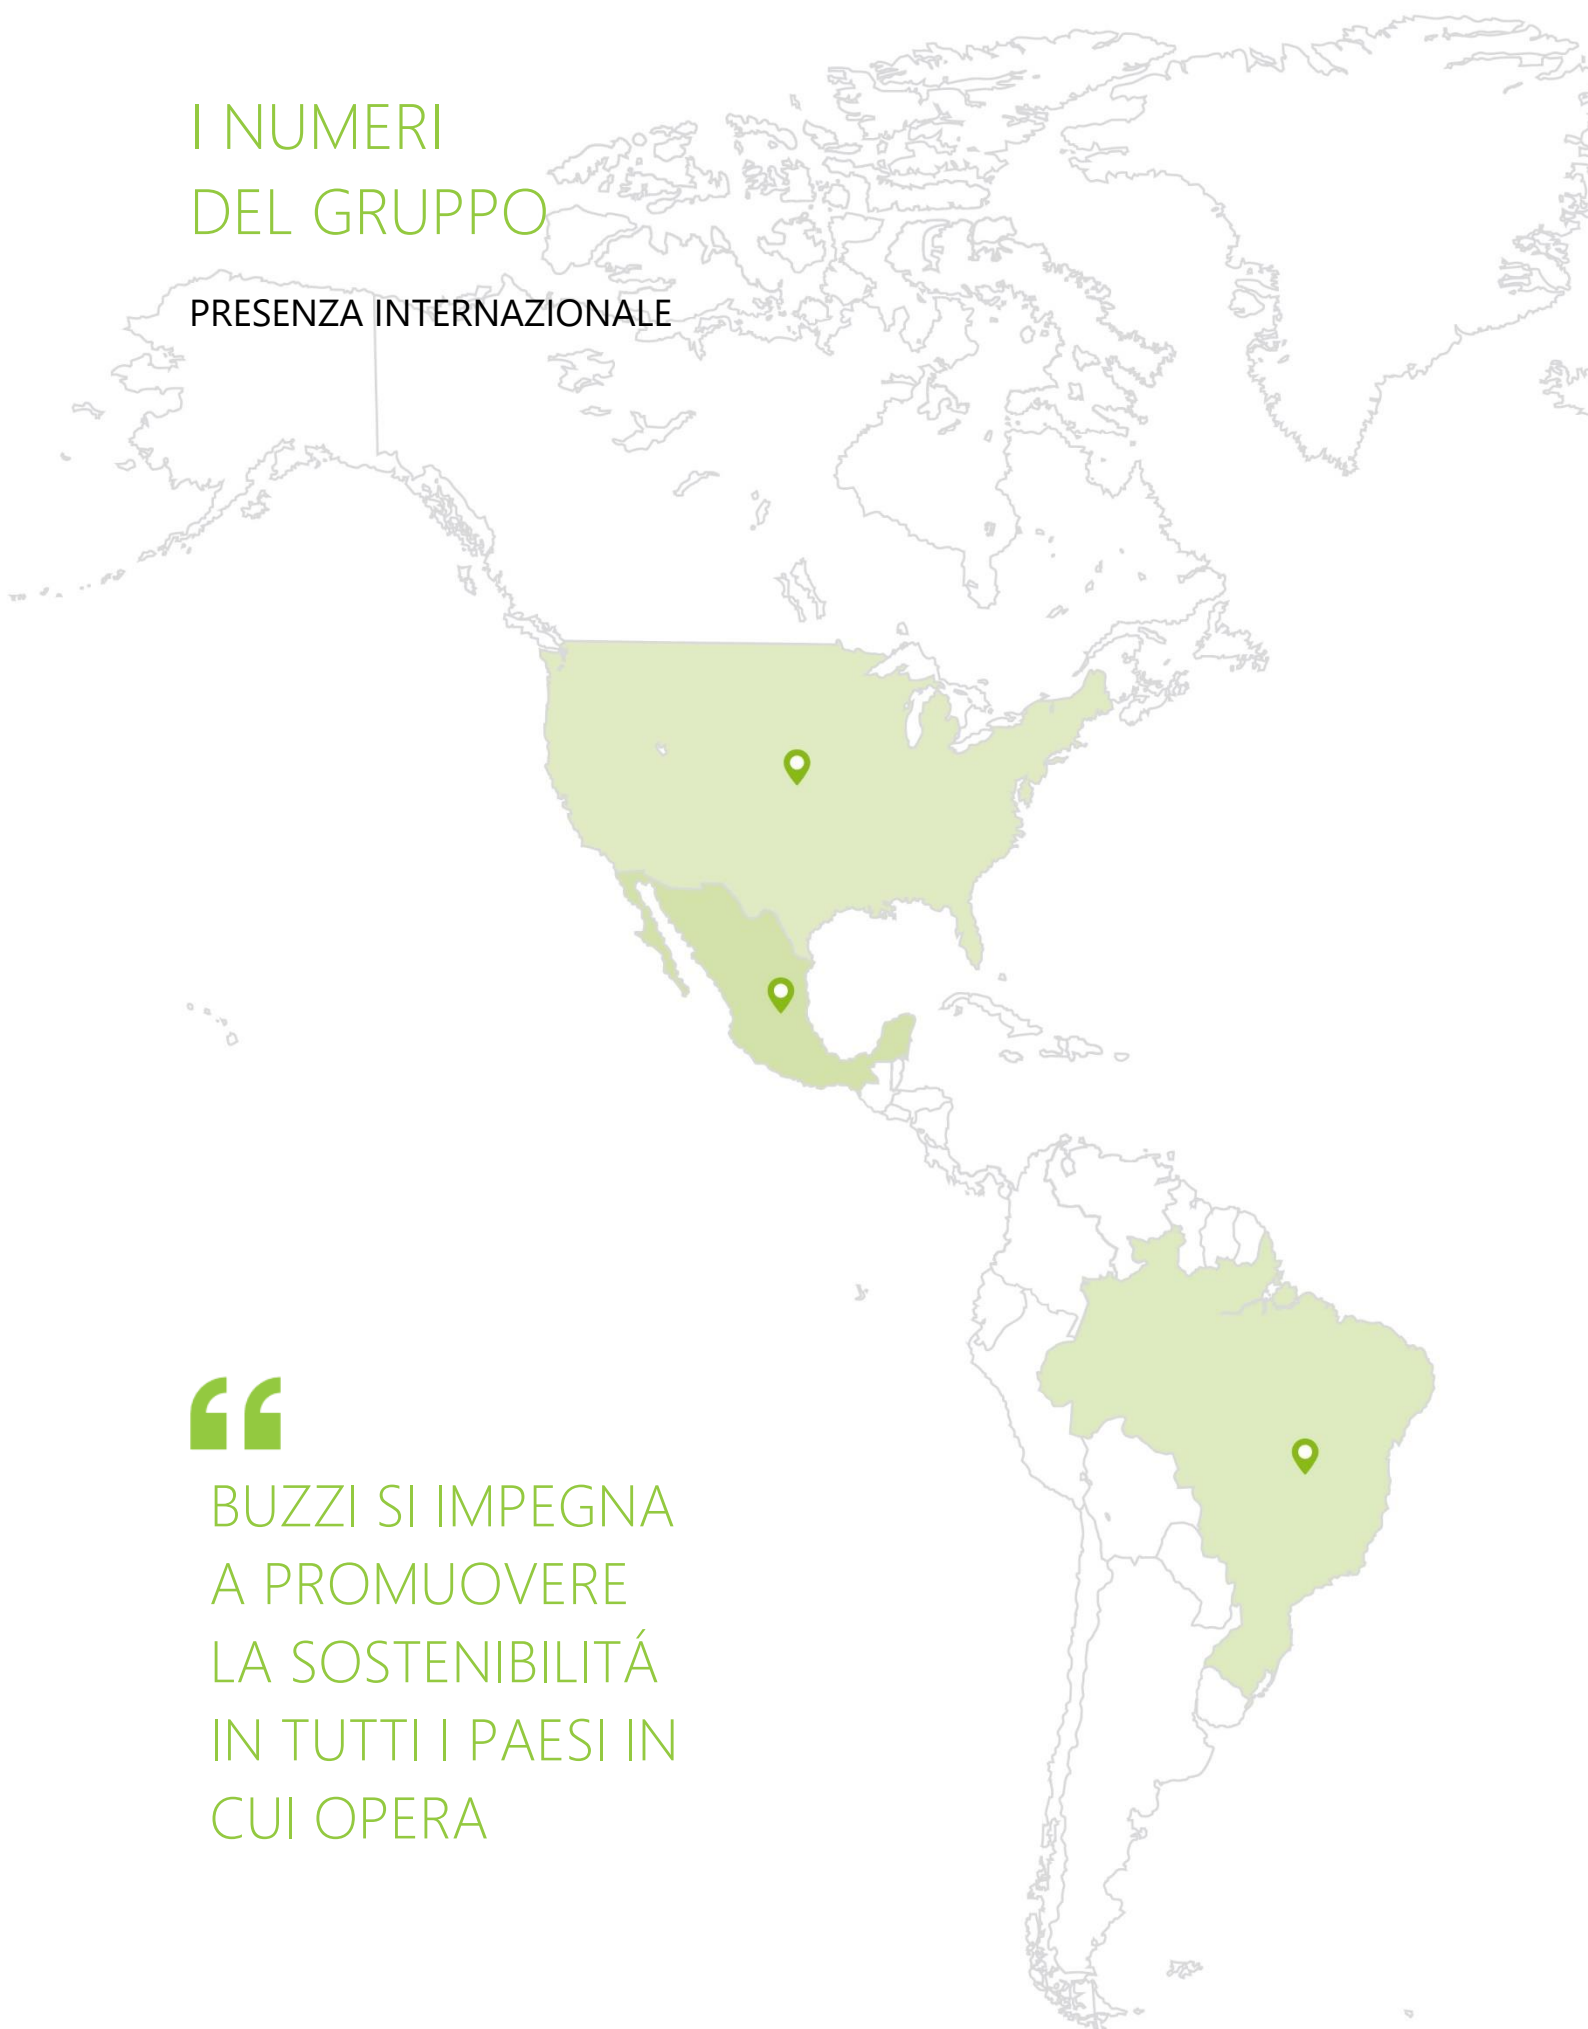 I NUMERI
DEL GRUPPO
PRESENZA INTERNAZIONALE
“
BUZZI SI IMPEGNA
A PROMUOVERE
LA SOSTENIBILITÁ
IN TUTTI I PAESI IN
CUI OPERA